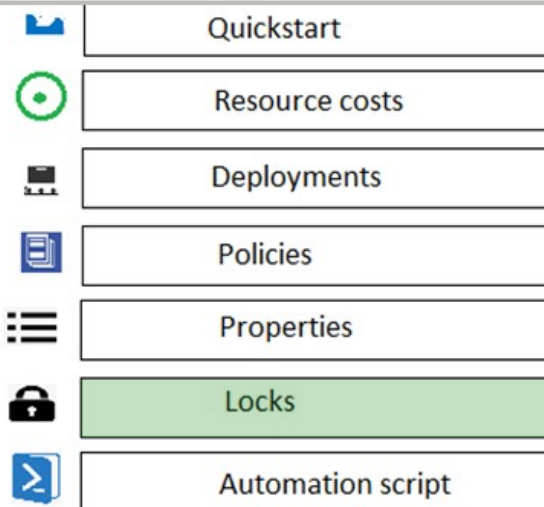 Quickstart
Resource costs
Deployments
Policies
Properties
Locks
Automation script